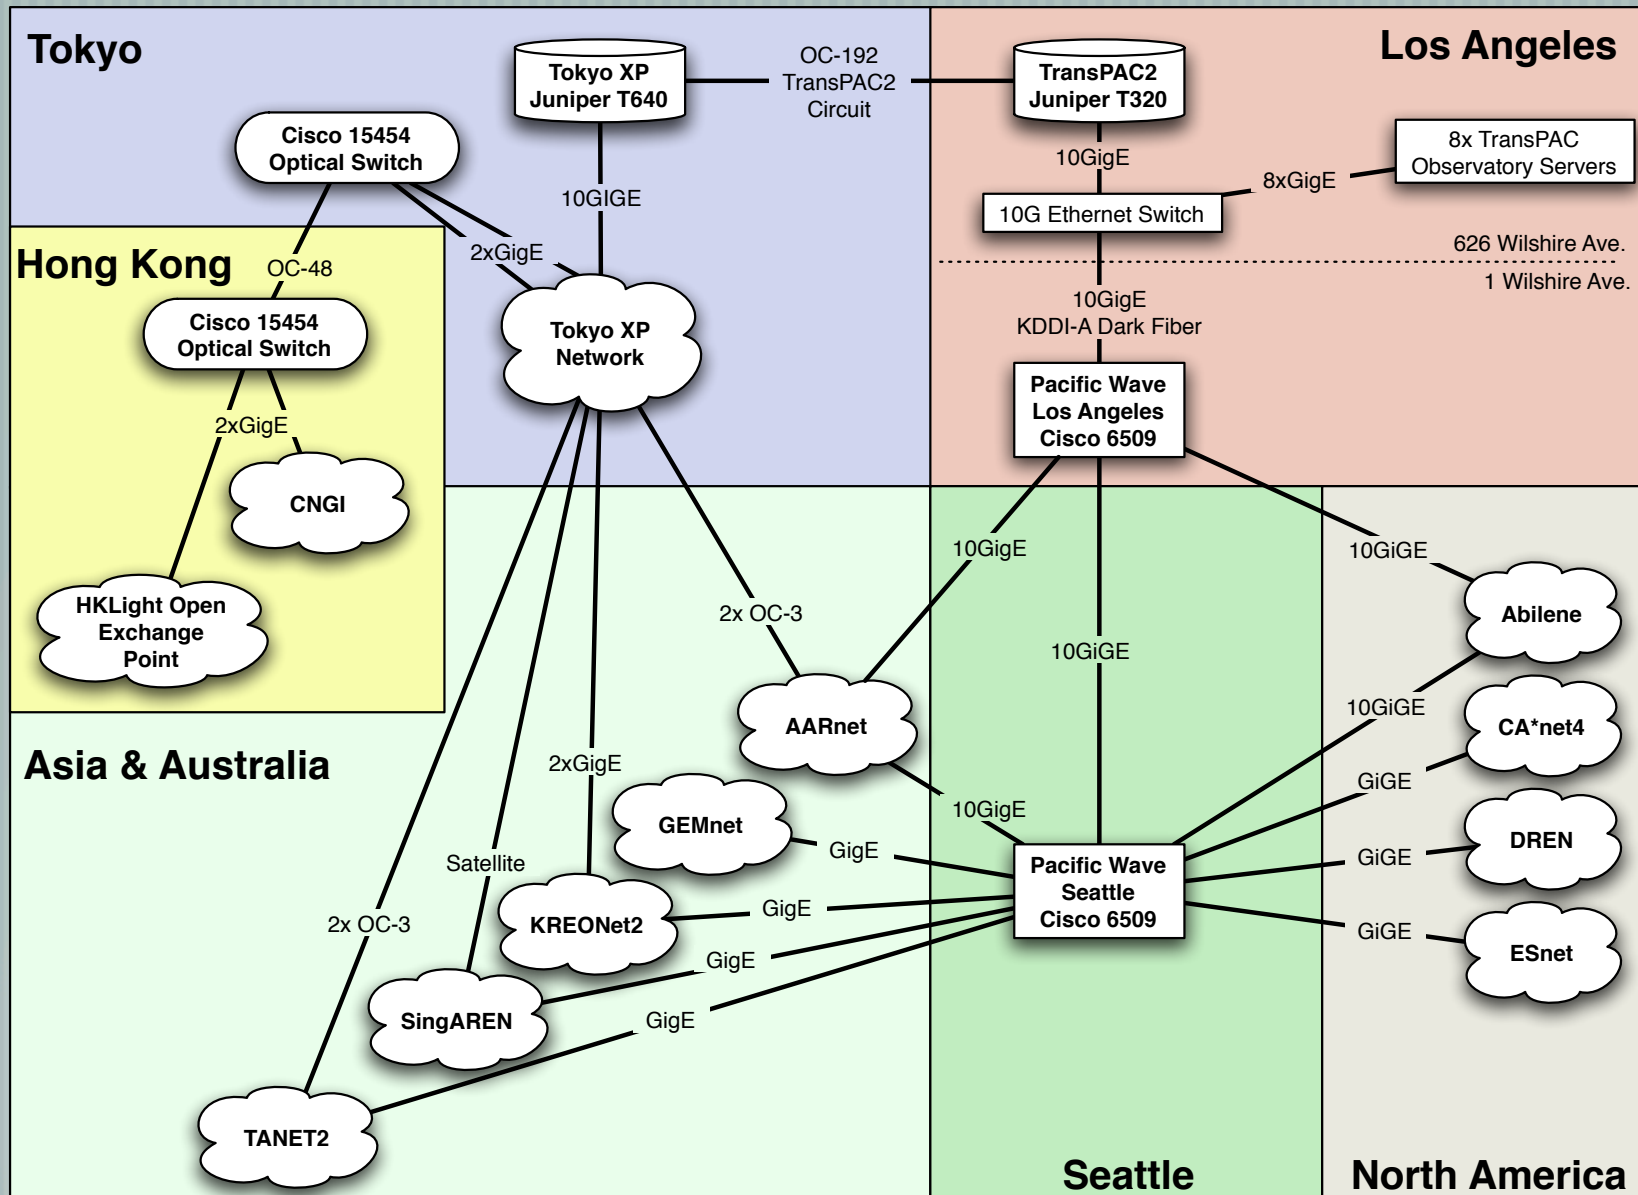 Tokyo
Tokyo XP
Juniper T640
OC-192
TransPAC2
Circuit
TransPAC2
Juniper T320
Los Angeles
Cisco 15454
Optical Switch
10GIGE
10GigE
8xGigE
8x TransPAC
Observatory Servers
10G Ethernet Switch
626 Wilshire Ave.
1 Wilshire Ave.
2xGigE
Hong Kong
OC-48
Cisco 15454
Optical Switch
Tokyo XP
Network
10GigE
KDDI-A Dark Fiber
Pacific Wave
Los Angeles
Cisco 6509
2xGigE
CNGI
HKLight Open
Exchange
Point
10GigE
10GiGE
2x OC-3
10GiGE
Abilene
AARnet
10GiGE
CA*net4
Asia & Australia
2xGigE
GEMnet
10GigE
GiGE
GigE
Pacific Wave
Seattle
Cisco 6509
GiGE
DREN
Satellite
KREONet2
GigE
2x OC-3
GiGE
ESnet
SingAREN
GigE
GigE
TANET2
Seattle
North America